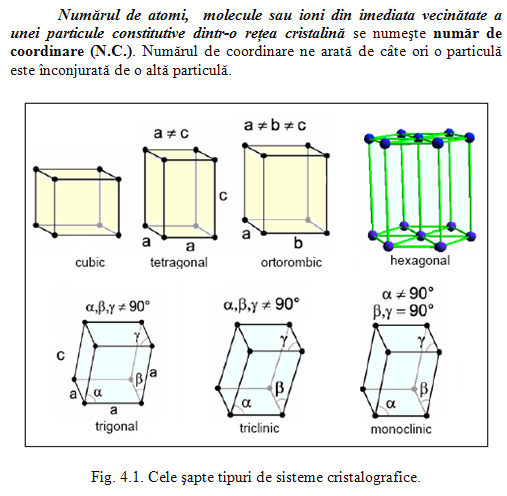 Numărul de atomi, molecule sau ioni din imediata vecinătate a
unei particule constitutive dintr-o rețea cristalină se numeşte număr de
coordinare (N.C.). Numărul de coordinare ne arată de câte ori o particulă
este înconjurată de o altă particulă.
a ≠ c
a ≠ b ≠ c
c
a
a
a
b
cubic
tetragonal
ortorombic
hexagonal
α,β,γ ≠ 90°
α,β,γ ≠ 90°
α ≠ 90°
β,γ = 90°
c
γ
β
a
a
α
a
γ
β
α
γ
β
α
trigonal
triclinic
monoclinic
Fig. 4.1. Cele şapte tipuri de sisteme cristalografice.